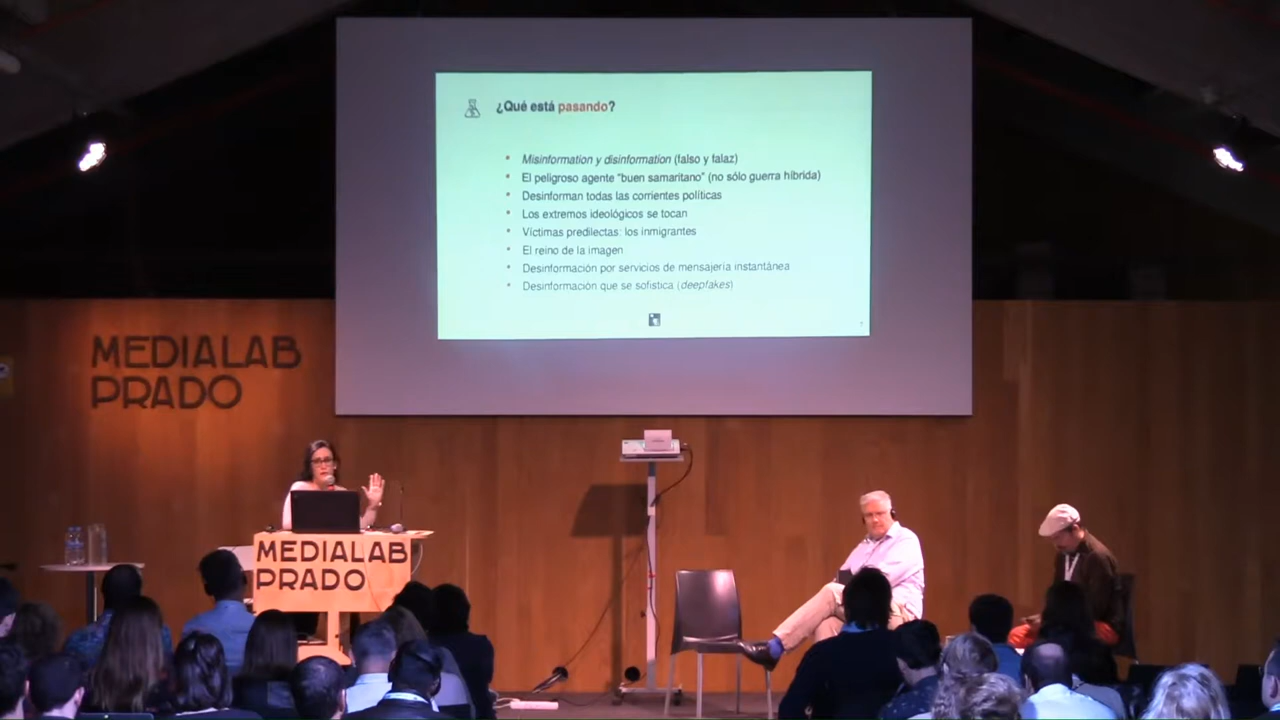 ¿Qué está pasando?
Misinformation y disinformation (falso y falaz)
El peligroso agente "buen samaritano" (no sólo guerra híbrida)
Desinforman todas las corrientes políticas
Los extremos ideológicos se tocan
Víctimas predilectas: los inmigrantes
El reino de la imagen
Desinformación por servicios de mensajería instantánea
Desinformación que se sofistica (deepfakes)
MEDIALAB
PRADO
MEDIALAB
PRADO